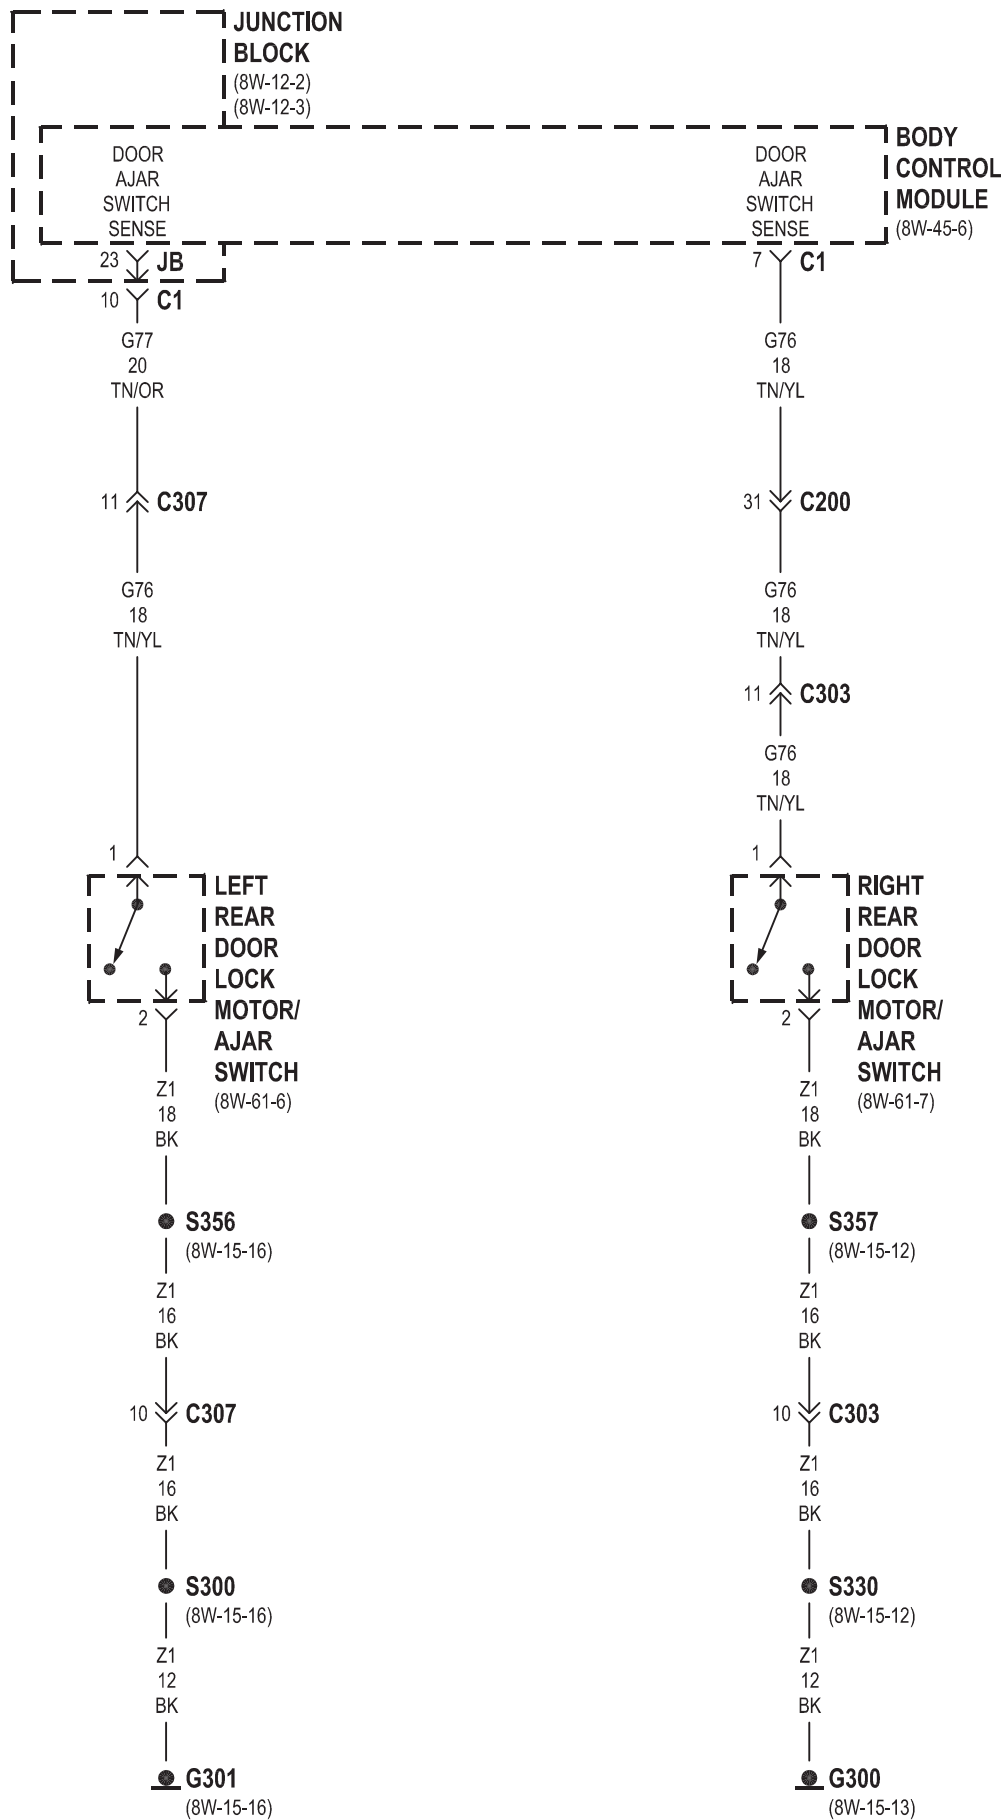 JUNCTION
BLOCK
(8W-12-2)
(8W-12-3)
BODY
CONTROL
MODULE
(8W-45-6)
DOOR
AJAR
SWITCH
SENSE
23 JB
10 C1
G77
20
TN/OR
11 C307
G76
18
TN/YL
1
LEFT
REAR
DOOR
LOCK
MOTOR/
AJAR
SWITCH
(8W-61-6)
2
Z1
18
BK
S356
(8W-15-16)
Z1
16
BK
10 C307
Z1
16
BK
S300
(8W-15-16)
Z1
12
BK
G301
(8W-15-16)
DOOR
AJAR
SWITCH
SENSE
7 C1
G76
18
TN/YL
31 C200
G76
18
TN/YL
11 C303
G76
18
TN/YL
1
RIGHT
REAR
DOOR
LOCK
MOTOR/
AJAR
SWITCH
(8W-61-7)
2
Z1
18
BK
S357
(8W-15-12)
Z1
16
BK
10 C303
Z1
16
BK
S330
(8W-15-12)
Z1
12
BK
G300
(8W-15-13)